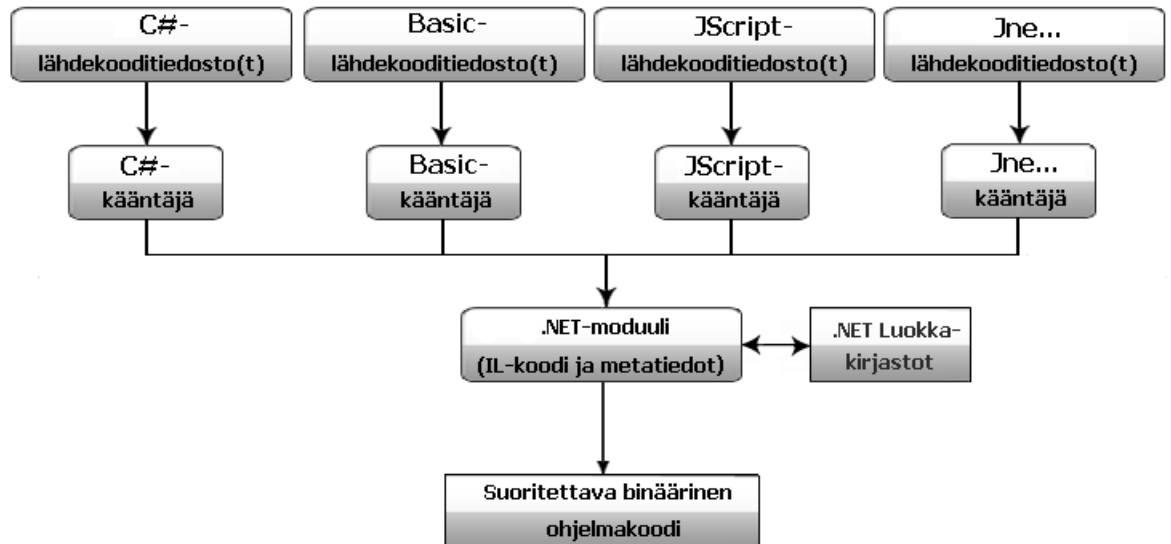 C#-
lähdekooditiedosto(t)
Basic-
lähdekooditiedosto(t)
JScript-
lähdekooditiedosto(t)
Jne...
lähdekooditiedosto(t)
C#-
kääntäjä
Basic-
kääntäjä
JScript-
kääntäjä
Jne...
kääntäjä
.NET-moduuli
(IL-koodi ja metatiedot)
.NET Luokka-
kirjastot
Suoritettava binäärinen
ohjelmakoodi